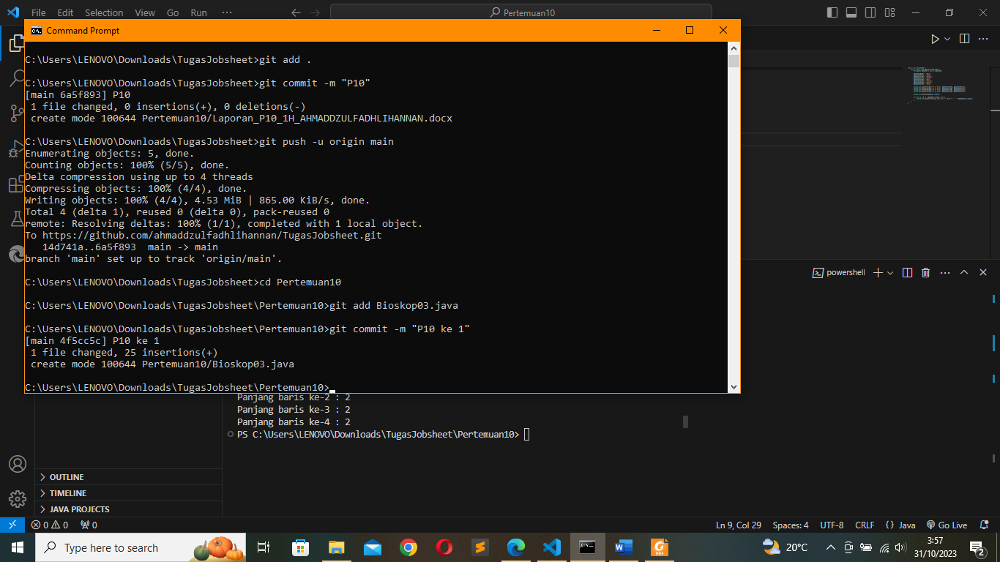 File Edit Selection View Go Run ···
Pertemuan10
Command Prompt
C:\Users\LENOVO\Downloads\TugasJobsheet>git add .
C:\Users\LENOVO\Downloads\TugasJobsheet>git commit -m "P10"
[main 6a5f893] P10
1 file changed, 0 insertions(+), 0 deletions(-)
create mode 100644 Pertemuan10/Laporan_P10_1H_AHMADDZULFADHLIHANNAN.docx
C:\Users\LENOVO\Downloads\TugasJobsheet>git push -u origin main
Enumerating objects: 5, done.
Counting objects: 100% (5/5), done.
Delta compression using up to 4 threads
Compressing objects: 100% (4/4), done.
Writing objects: 100% (4/4), 4.53 MiB | 865.00 KiB/s, done.
Total 4 (delta 1), reused 0 (delta 0), pack-reused 0
remote: Resolving deltas: 100% (1/1), completed with 1 local object.
To https://github.com/ahmaddzulfadhlihannan/TugasJobsheet.git
14d741a..6a5f893  main -> main
branch 'main' set up to track 'origin/main'.
C:\Users\LENOVO\Downloads\TugasJobsheet>cd Pertemuan10
C:\Users\LENOVO\Downloads\TugasJobsheet\Pertemuan10>git add Bioskop03.java
C:\Users\LENOVO\Downloads\TugasJobsheet\Pertemuan10>git commit -m "P10 ke 1"
[main 4f5cc5c] P10 ke 1
1 file changed, 25 insertions(+)
create mode 100644 Pertemuan10/Bioskop03.java
C:\Users\LENOVO\Downloads\TugasJobsheet\Pertemuan10>
powershell
Panjang baris ke-2 : 2
Panjang baris ke-3 : 2
Panjang baris ke-4 : 2
PS C:\Users\LENOVO\Downloads\TugasJobsheet\Pertemuan10>
OUTLINE
TIMELINE
JAVA PROJECTS
0 0 0 Ln 9, Col 29 Spaces: 4 UTF-8 CRLF {} Java Go Live
Type here to search
20°C
3:57
31/10/2023
2